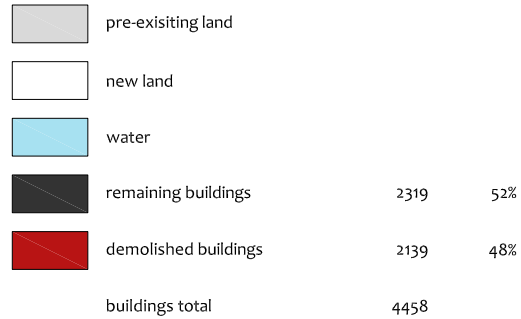 pre-exisiting land
new land
water
remaining buildings 2319 52%
demolished buildings 2139 48%
buildings total 4458